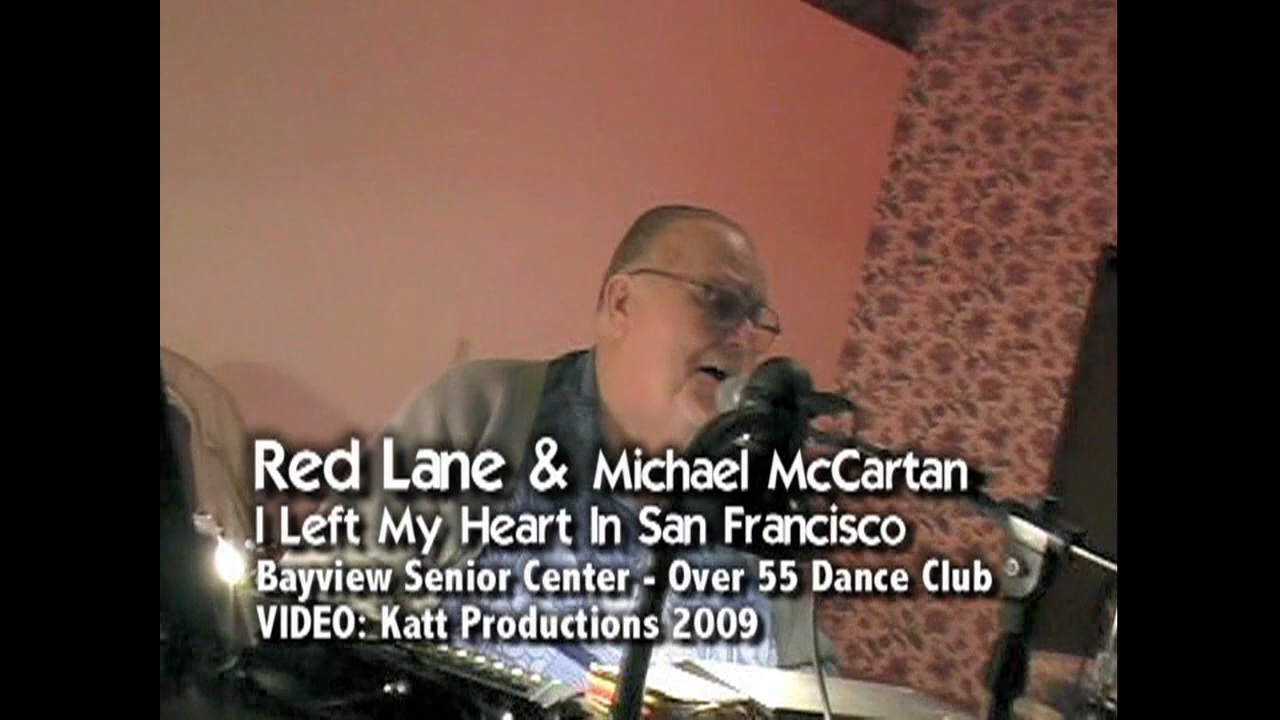 Red Lane & Michael McCartan
I Left My Heart In San Francisco
Bayview Senior Center - Over 55 Dance Club
VIDEO: Katt Productions 2009